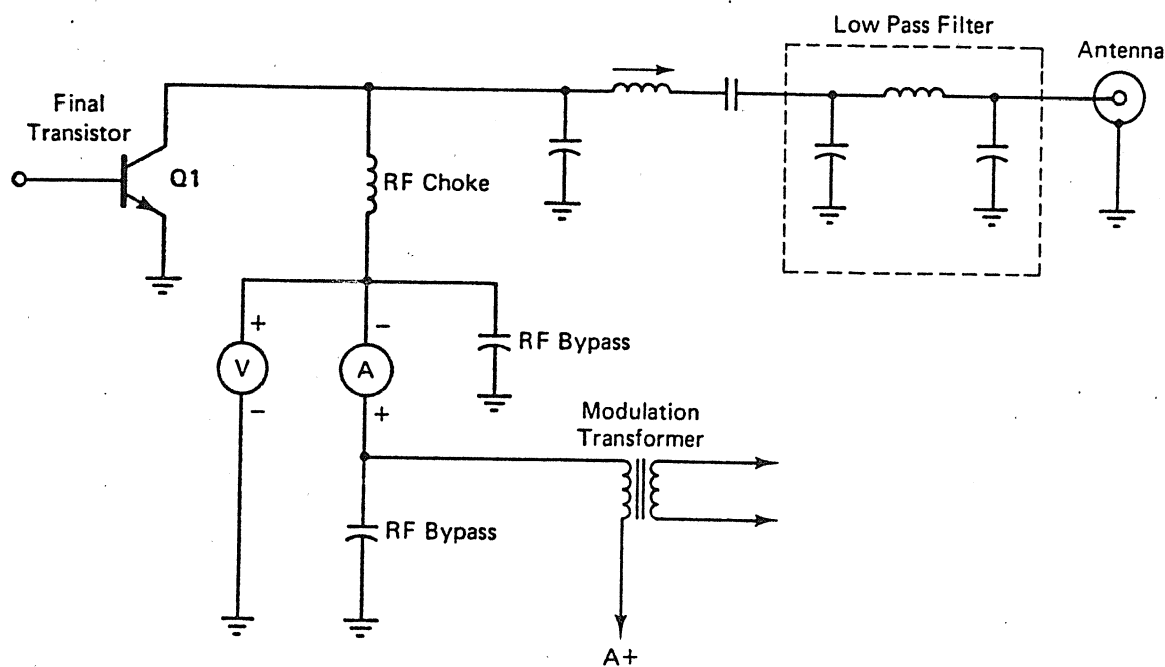 Low Pass Filter
Antenna
Final
Transistor
Q1
RF Choke
+
−
V
A
RF Bypass
−
+
Modulation
Transformer
RF Bypass
A+